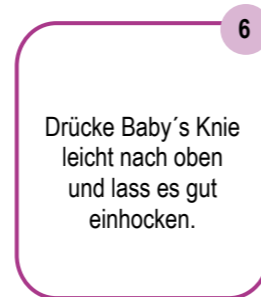 6
Drücke Baby´s Knie
leicht nach oben
und lass es gut
einhocken.